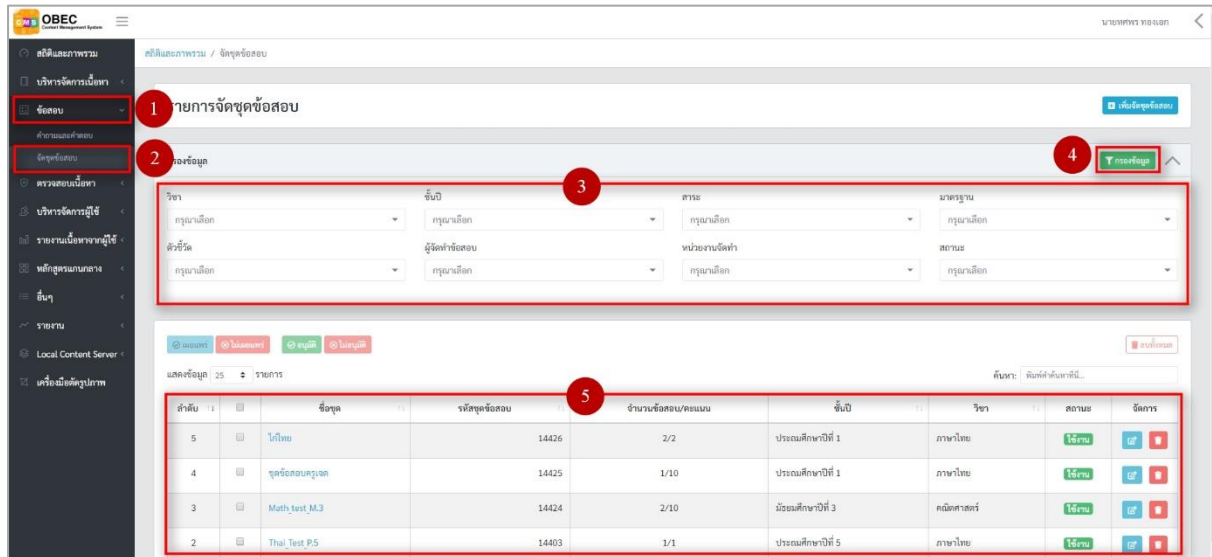 CMS OBEC
Content Management System
นายทศพร ทองเอก
สถิติและภาพรวม
บริหารจัดการเนื้อหา
ข้อสอบ
คำถามและคำตอบ
จัดชุดข้อสอบ
ตรวจสอบเนื้อหา
บริหารจัดการผู้ใช้
รายงานเนื้อหาจากผู้ใช้
หลักสูตรแกนกลาง
อื่นๆ
รายงาน
Local Content Server
เครื่องมือตัดรูปภาพ
1
2
สถิติและภาพรวม / จัดชุดข้อสอบ
รายการจัดชุดข้อสอบ
เพิ่มจัดชุดข้อสอบ
กรองข้อมูล
4
กรองข้อมูล
3
วิชา ชั้นปี สาระ มาตรฐาน
กรุณาเลือก กรุณาเลือก กรุณาเลือก กรุณาเลือก
ตัวชี้วัด ผู้จัดทำข้อสอบ หน่วยงานจัดทำ สถานะ
กรุณาเลือก กรุณาเลือก กรุณาเลือก กรุณาเลือก
เผยแพร่ ไม่เผยแพร่ อนุมัติ ไม่อนุมัติ ลบทั้งหมด
แสดงข้อมูล 25 รายการ ค้นหา: พิมพ์คำค้นหาที่นี่...
5
ลำดับ ชื่อชุด รหัสชุดข้อสอบ จำนวนข้อสอบ/คะแนน ชั้นปี วิชา สถานะ จัดการ
5 ไก่ไทย 14426 2/2 ประถมศึกษาปีที่ 1 ภาษาไทย ใช้งาน
4 ชุดข้อสอบครูเจต 14425 1/10 ประถมศึกษาปีที่ 1 ภาษาไทย ใช้งาน
3 Math_test_M.3 14424 2/10 มัธยมศึกษาปีที่ 3 คณิตศาสตร์ ใช้งาน
2 Thai_Test_P.5 14403 1/1 ประถมศึกษาปีที่ 5 ภาษาไทย ใช้งาน